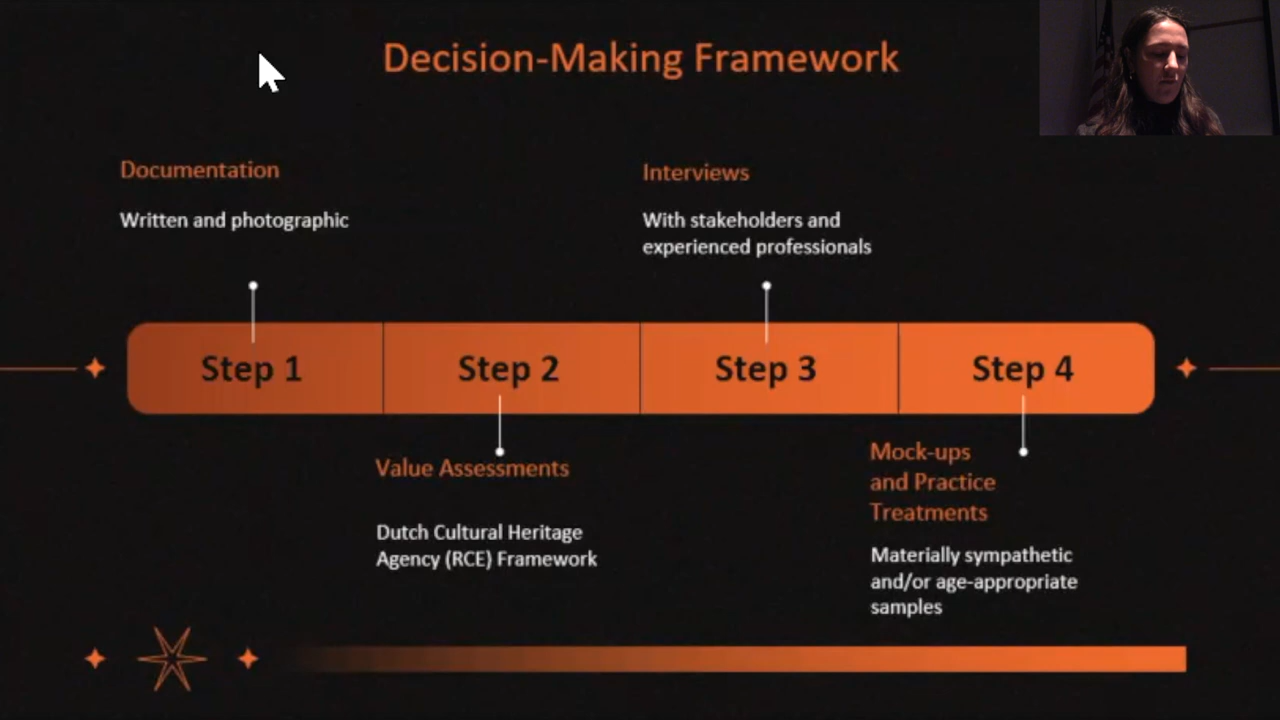 Decision-Making Framework
Documentation
Written and photographic
Interviews
With stakeholders and
experienced professionals
Step 1
Step 2
Step 3
Step 4
Value Assessments
Dutch Cultural Heritage
Agency (RCE) Framework
Mock-ups
and Practice
Treatments
Materially sympathetic
and/or age-appropriate
samples